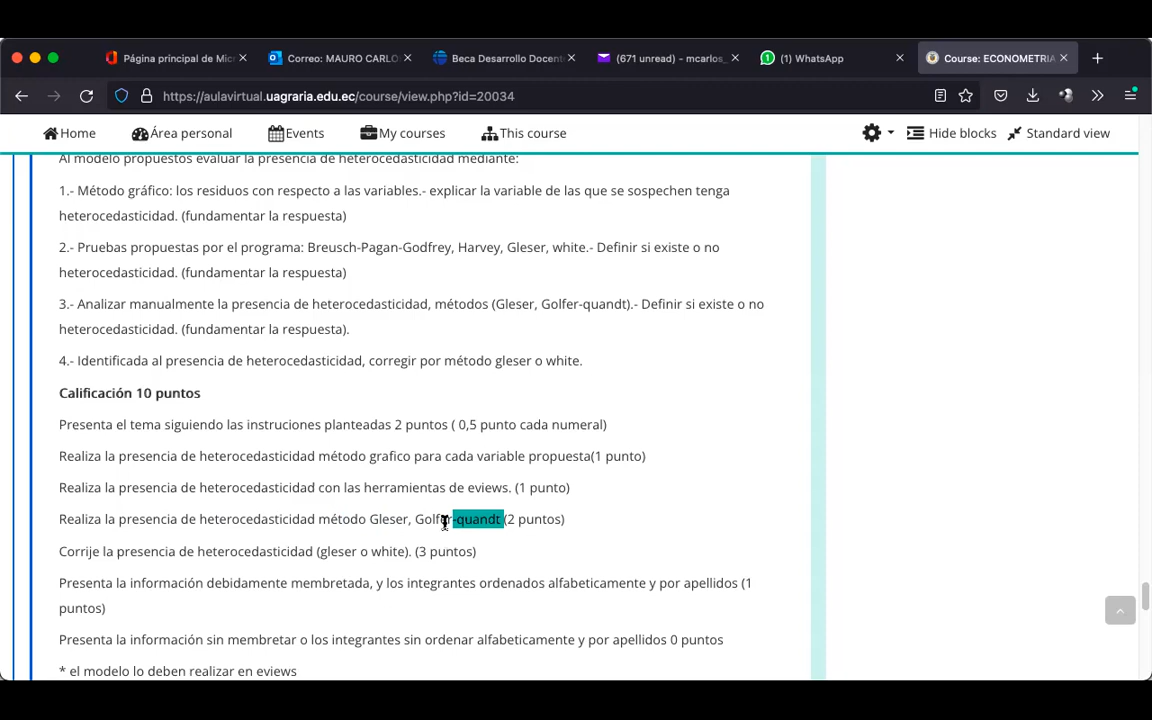 Página principal de Mic
Correo: MAURO CARLO
Beca Desarrollo Docent
(671 unread) - mcarlos_
(1) WhatsApp
Course: ECONOMETRIA
https://aulavirtual.uagraria.edu.ec/course/view.php?id=20034
Home Área personal Events My courses This course Hide blocks Standard view
Al modelo propuestos evaluar la presencia de heterocedasticidad mediante:
1.- Método gráfico: los residuos con respecto a las variables.- explicar la variable de las que se sospechen tenga
heterocedasticidad. (fundamentar la respuesta)
2.- Pruebas propuestas por el programa: Breusch-Pagan-Godfrey, Harvey, Gleser, white.- Definir si existe o no
heterocedasticidad. (fundamentar la respuesta)
3.- Analizar manualmente la presencia de heterocedasticidad, métodos (Gleser, Golfer-quandt).- Definir si existe o no
heterocedasticidad. (fundamentar la respuesta).
4.- Identificada al presencia de heterocedasticidad, corregir por método gleser o white.
Calificación 10 puntos
Presenta el tema siguiendo las instruciones planteadas 2 puntos ( 0,5 punto cada numeral)
Realiza la presencia de heterocedasticidad método grafico para cada variable propuesta(1 punto)
Realiza la presencia de heterocedasticidad con las herramientas de eviews. (1 punto)
Realiza la presencia de heterocedasticidad método Gleser, Golfer-quandt (2 puntos)
Corrije la presencia de heterocedasticidad (gleser o white). (3 puntos)
Presenta la información debidamente membretada, y los integrantes ordenados alfabeticamente y por apellidos (1
puntos)
Presenta la información sin membretar o los integrantes sin ordenar alfabeticamente y por apellidos 0 puntos
* el modelo lo deben realizar en eviews